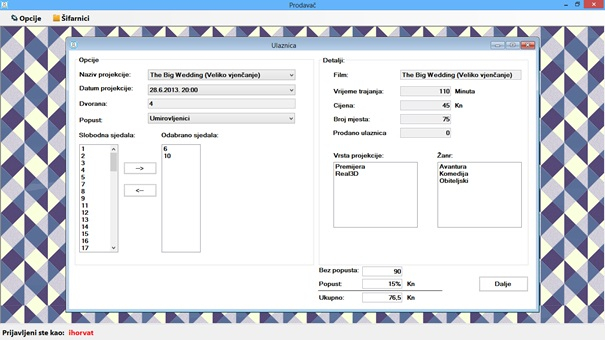 Prodavač
Opcije Šifarnici
Ulaznica
Opcije
Naziv projekcije: The Big Wedding (Veliko vjenčanje)
Datum projekcije: 28.6.2013. 20:00
Dvorana: 4
Popust: Umirovljenici
Slobodna sjedala: Odabrano sjedala:
1
2
3
4
5
7
8
9
11
12
13
14
15
16
17
6
10
-->
<--
Detalji:
Film: The Big Wedding (Veliko vjenčanje)
Vrijeme trajanja: 110 Minuta
Cijena: 45 Kn
Broj mjesta: 75
Prodano ulaznica 0
Vrsta projekcije: Žanr:
Premijera
Real3D
Avantura
Komedija
Obiteljski
Bez popusta: 90
Popust: 15% Kn
Ukupno: 76,5 Kn
Dalje
Prijavljeni ste kao: ihorvat